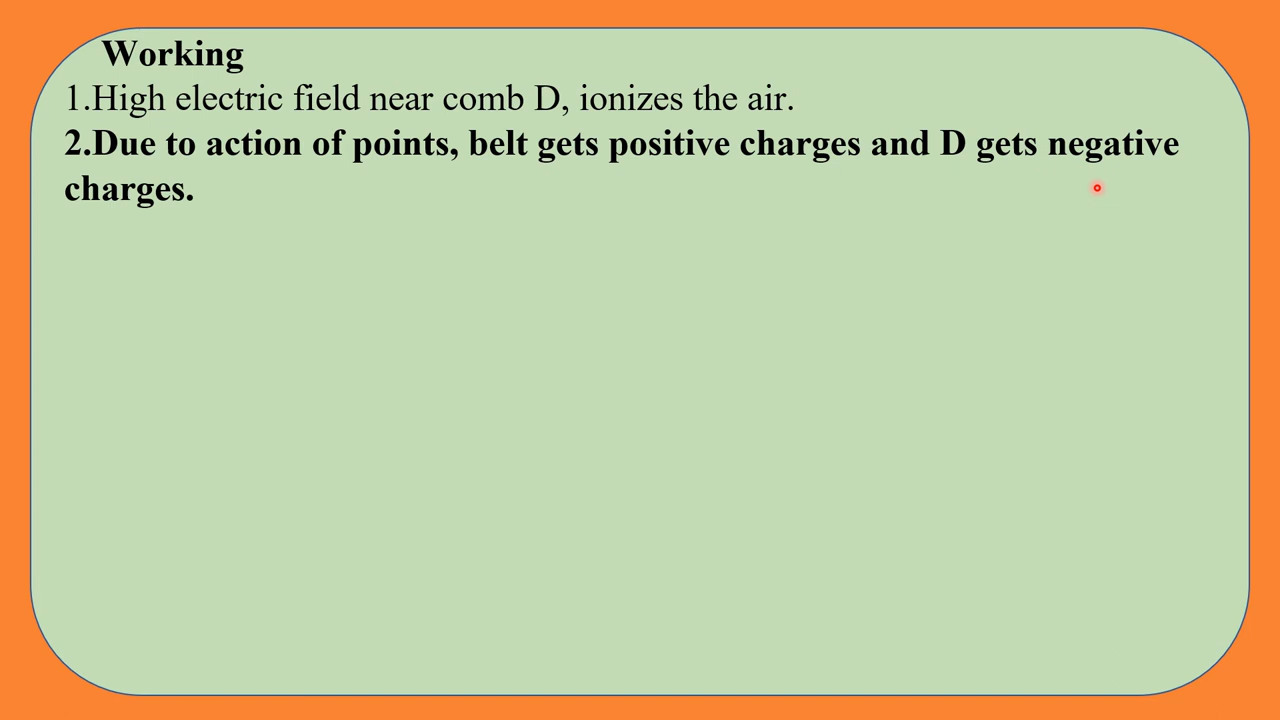 Working
1.High electric field near comb D, ionizes the air.
2.Due to action of points, belt gets positive charges and D gets negative
charges.